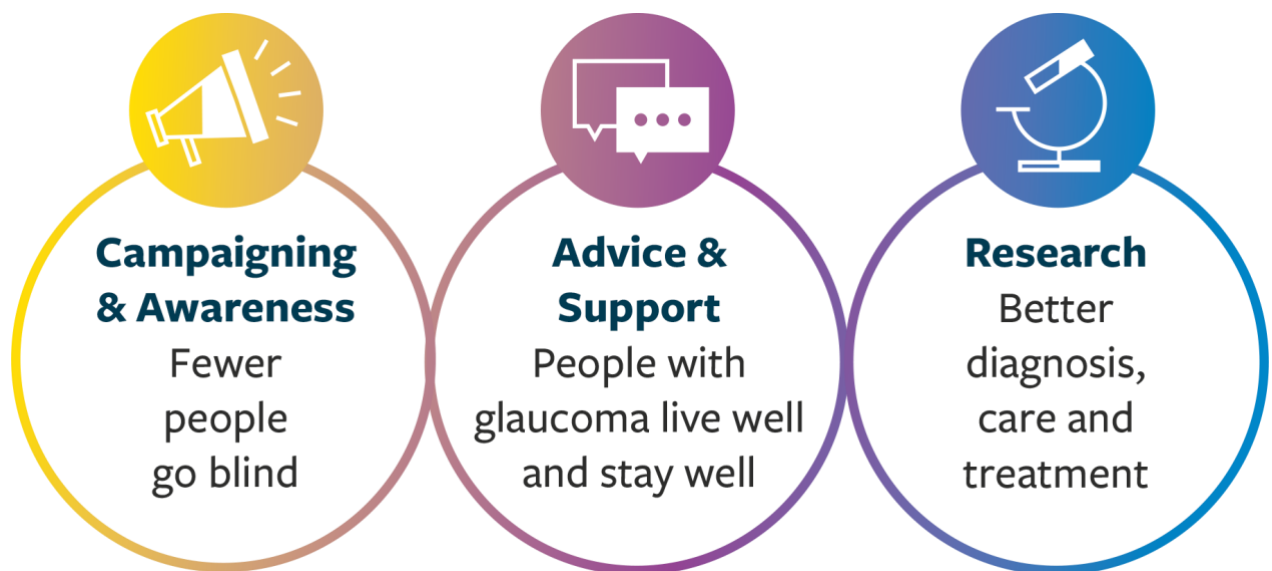 Campaigning
& Awareness
Fewer
people
go blind
Advice &
Support
People with
glaucoma live well
and stay well
Research
Better
diagnosis,
care and
treatment